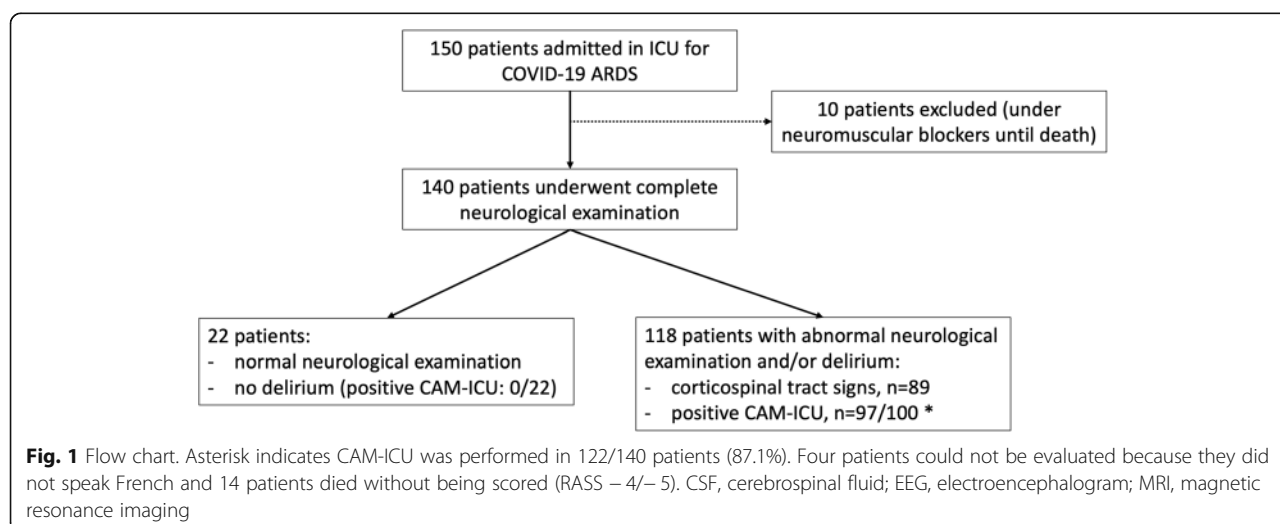 150 patients admitted in ICU for
COVID-19 ARDS
10 patients excluded (under
neuromuscular blockers until death)
140 patients underwent complete
neurological examination
22 patients:
- normal neurological examination
- no delirium (positive CAM-ICU: 0/22)
118 patients with abnormal neurological
examination and/or delirium:
- corticospinal tract signs, n=89
- positive CAM-ICU, n=97/100 *
Fig. 1 Flow chart. Asterisk indicates CAM-ICU was performed in 122/140 patients (87.1%). Four patients could not be evaluated because they did
not speak French and 14 patients died without being scored (RASS − 4/− 5). CSF, cerebrospinal fluid; EEG, electroencephalogram; MRI, magnetic
resonance imaging